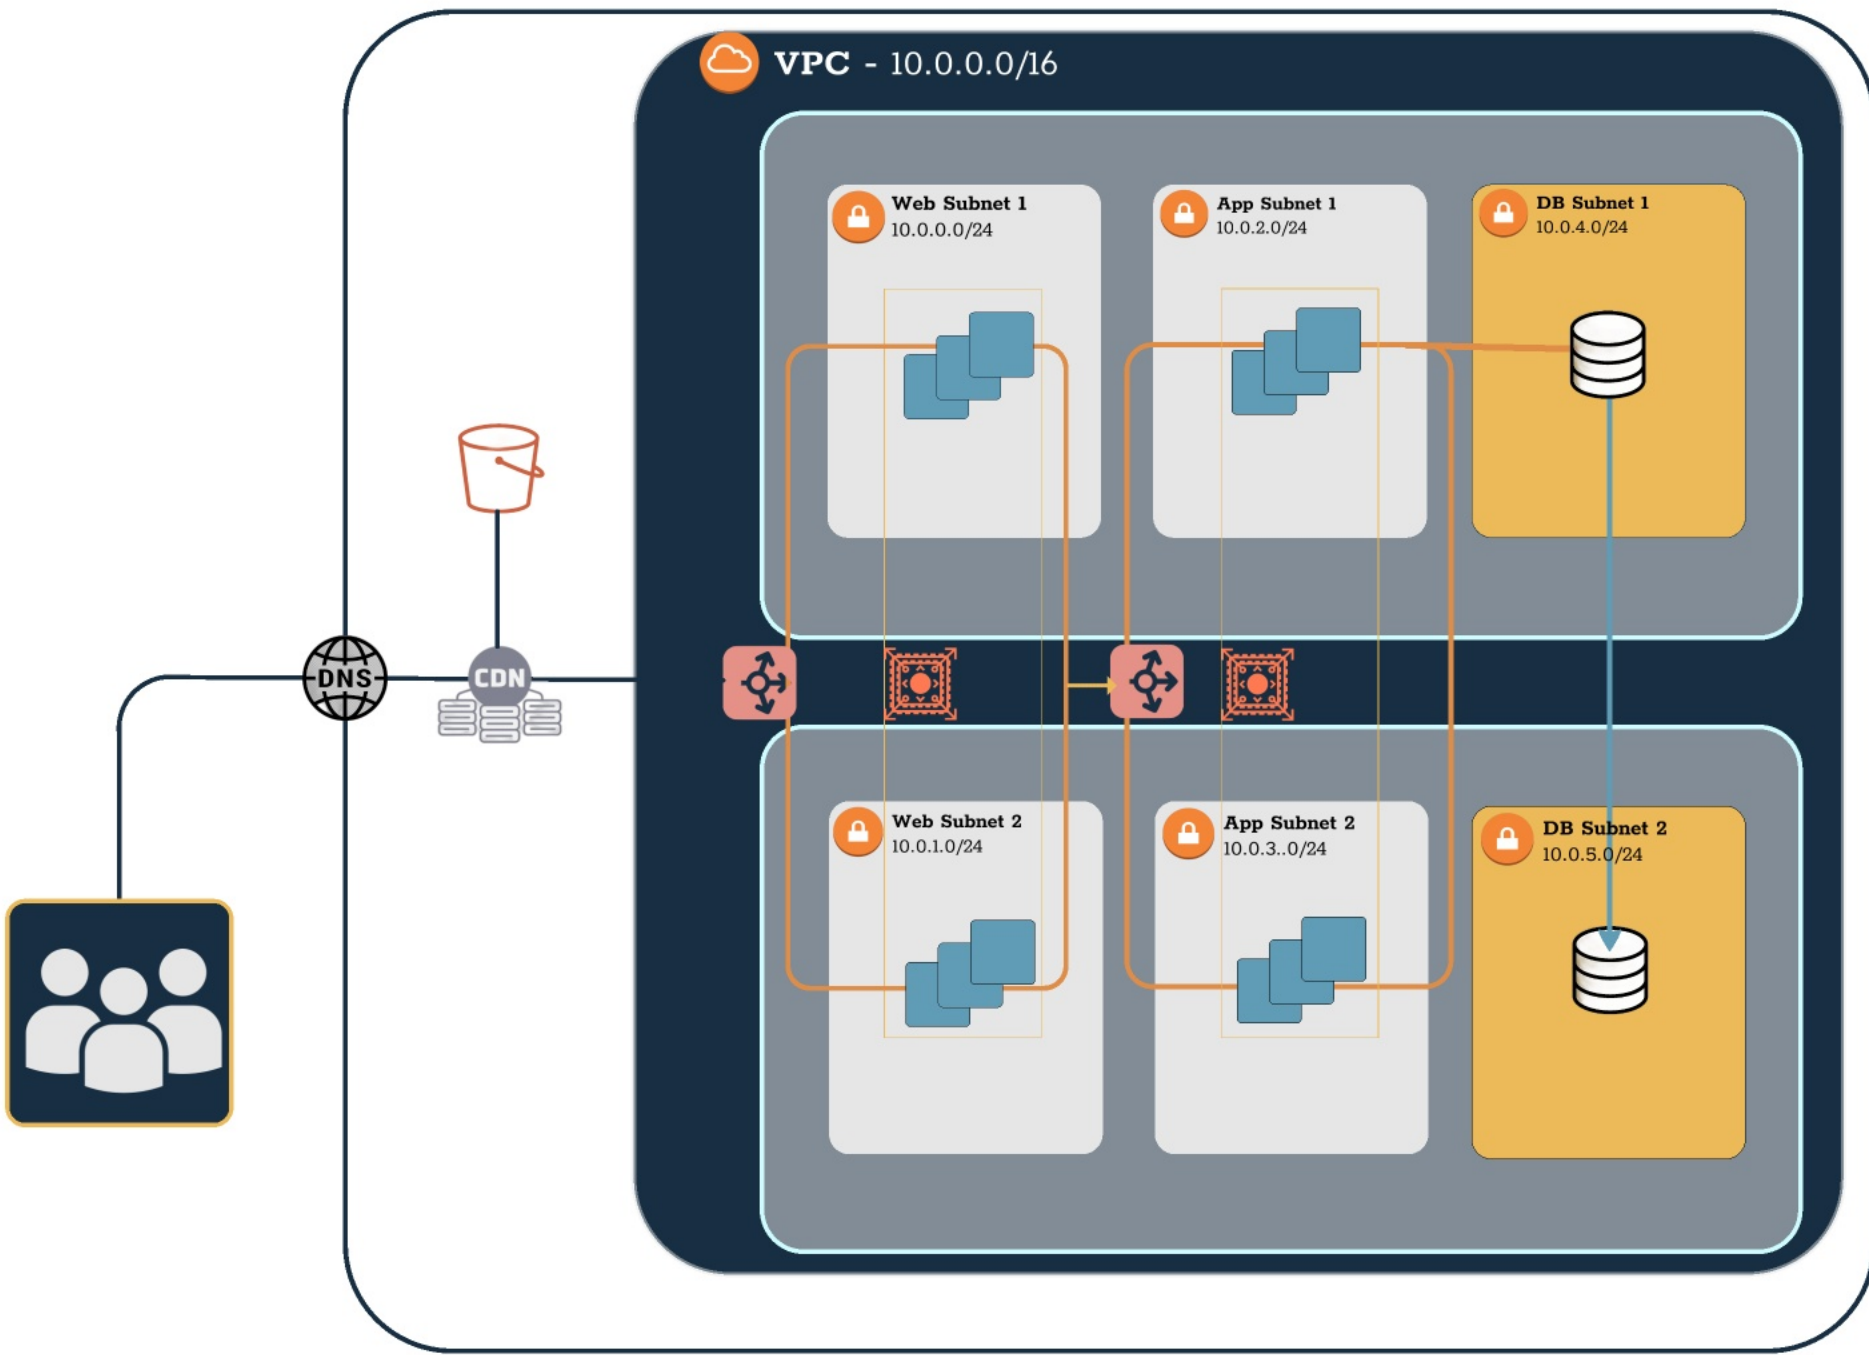 VPC - 10.0.0.0/16
Web Subnet 1
10.0.0.0/24
App Subnet 1
10.0.2.0/24
DB Subnet 1
10.0.4.0/24
DNS
CDN
Web Subnet 2
10.0.1.0/24
App Subnet 2
10.0.3..0/24
DB Subnet 2
10.0.5.0/24